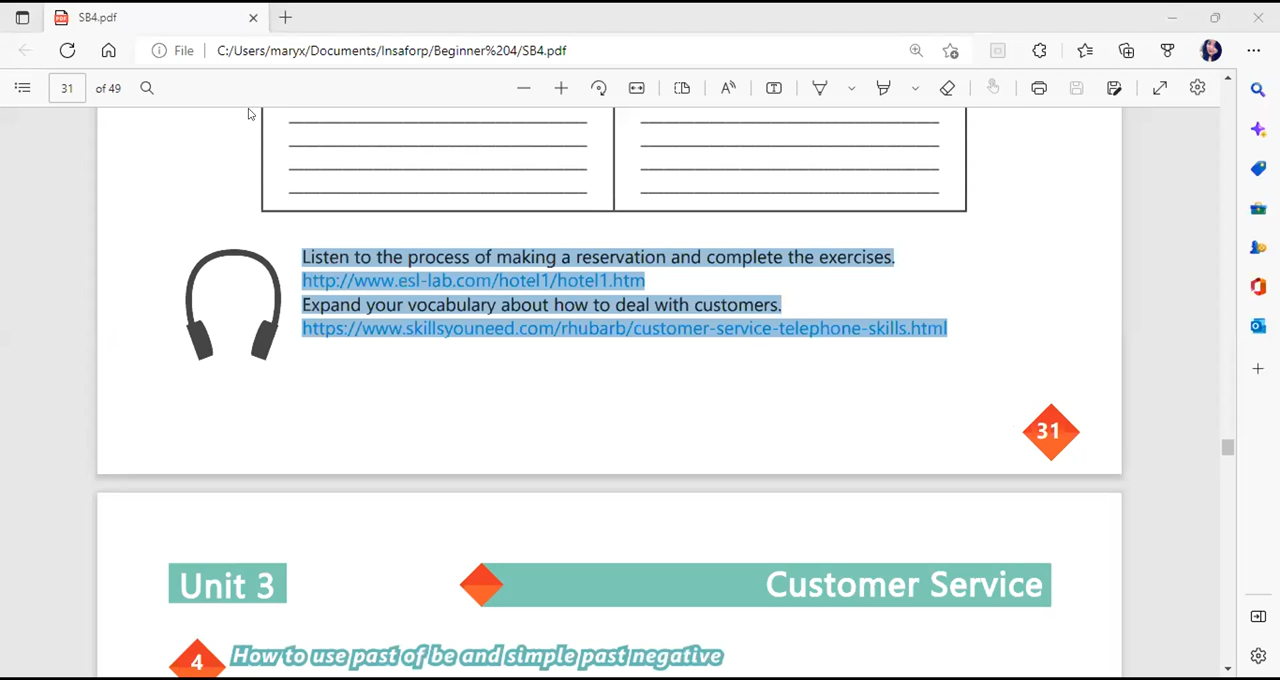 SB4.pdf
File
C:/Users/maryx/Documents/Insaforp/Beginner%204/SB4.pdf
31
of 49
Listen to the process of making a reservation and complete the exercises.
http://www.esl-lab.com/hotel1/hotel1.htm
Expand your vocabulary about how to deal with customers.
https://www.skillsyouneed.com/rhubarb/customer-service-telephone-skills.html
31
Unit 3
Customer Service
4
How to use past of be and simple past negative